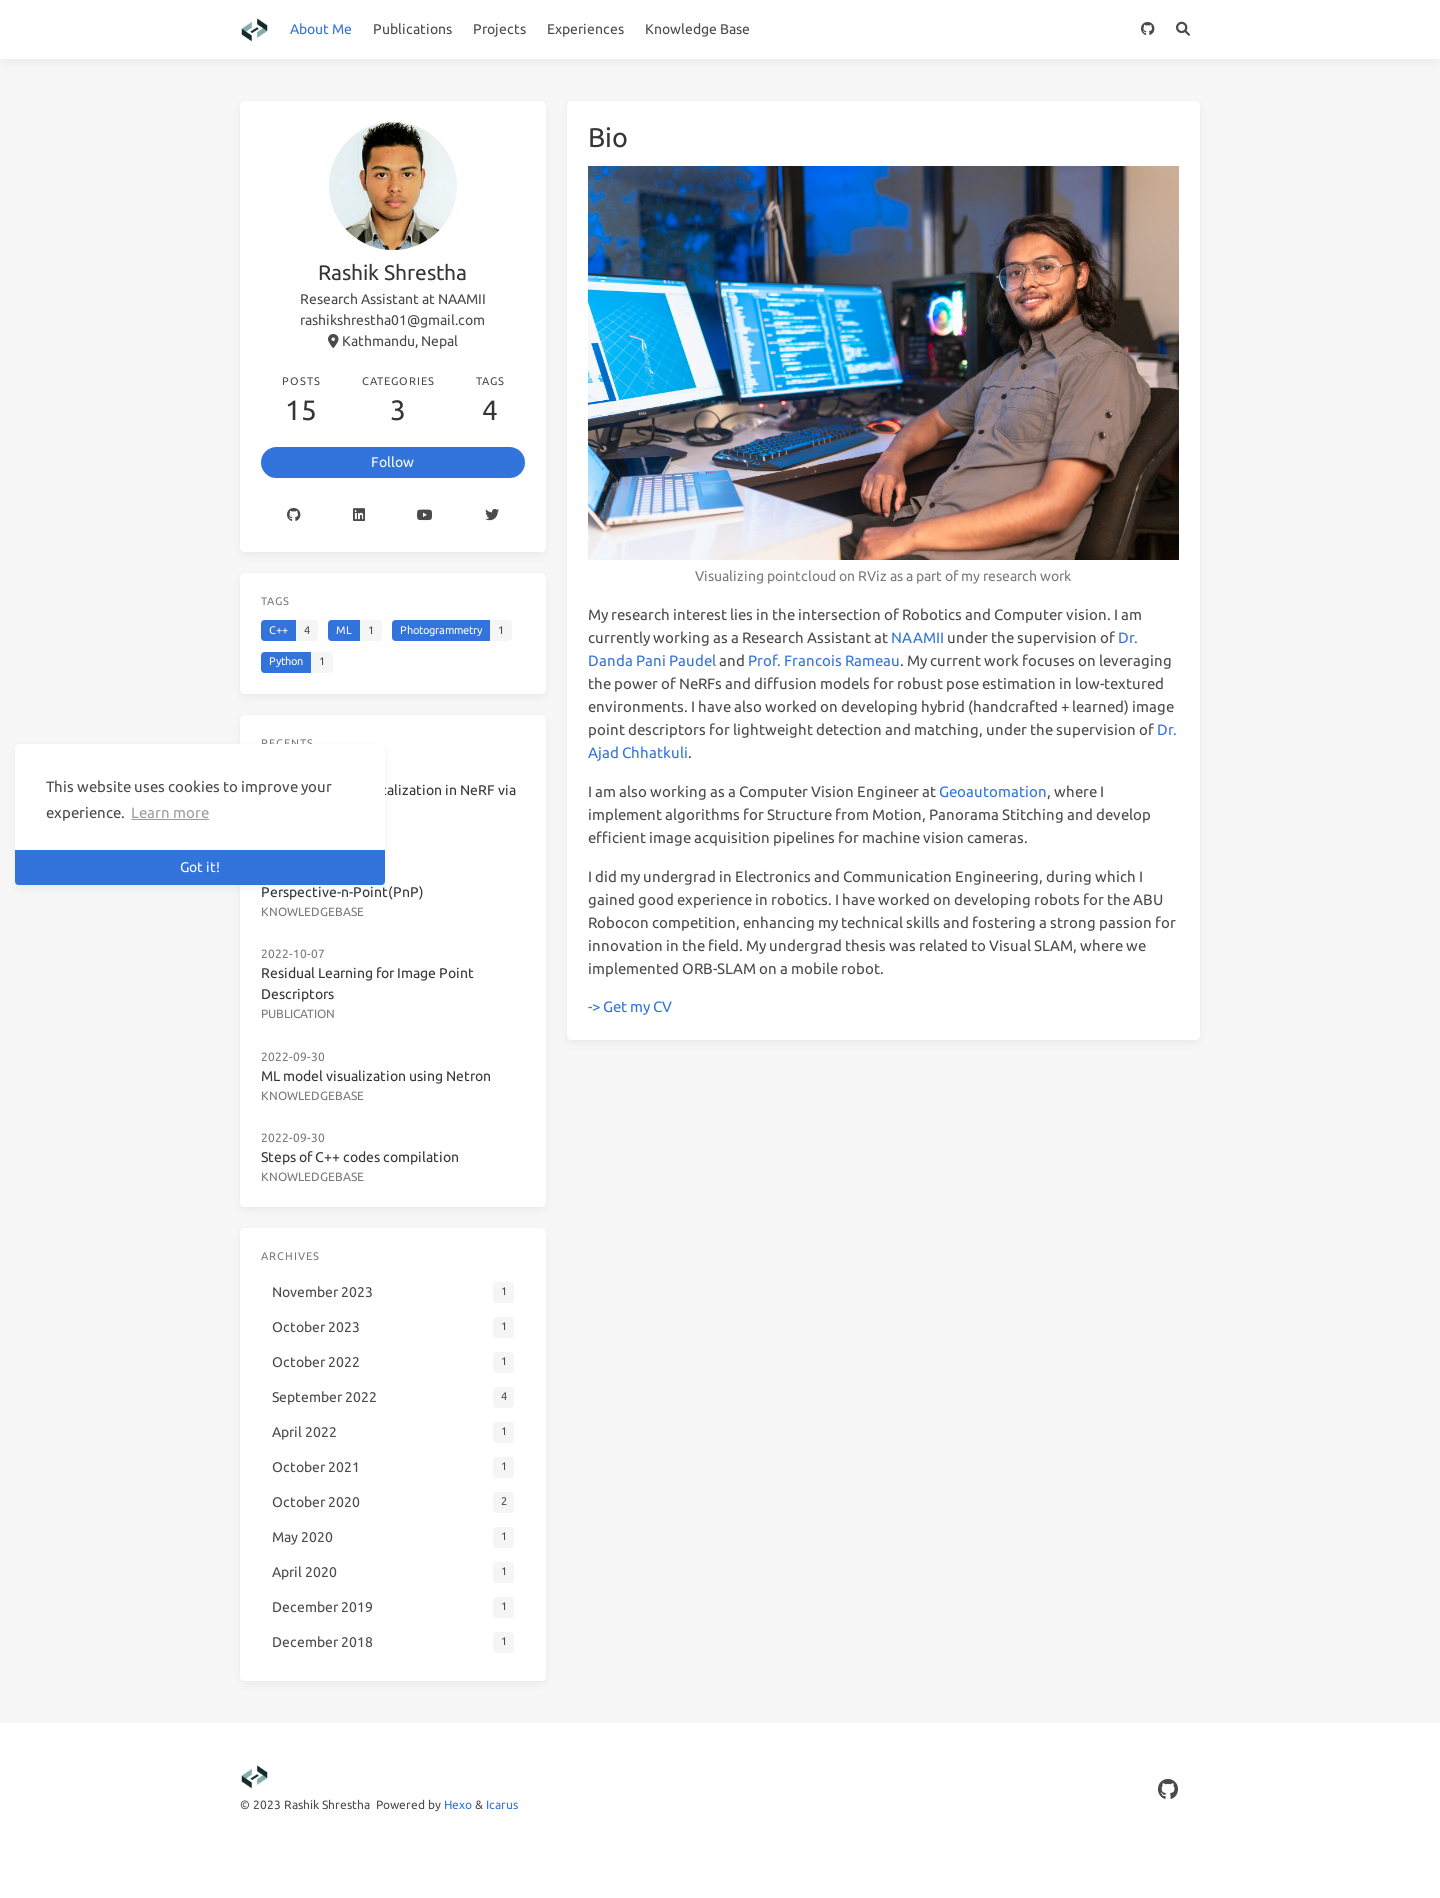 About Me
Publications
Projects
Experiences
Knowledge Base
Rashik Shrestha
Research Assistant at NAAMII
rashikshrestha01@gmail.com
Kathmandu, Nepal
POSTS
15
CATEGORIES
3
TAGS
4
Follow
TAGS
C++ 4
ML 1
Photogrammetry 1
Python 1
RECENTS
in NeRF via
This website uses cookies to improve your
experience. Learn more
Got it!
Perspective-n-Point(PnP)
KNOWLEDGEBASE
2022-10-07
Residual Learning for Image Point
Descriptors
PUBLICATION
2022-09-30
ML model visualization using Netron
KNOWLEDGEBASE
2022-09-30
Steps of C++ codes compilation
KNOWLEDGEBASE
ARCHIVES
November 2023 1
October 2023 1
October 2022 1
September 2022 4
April 2022 1
October 2021 1
October 2020 2
May 2020 1
April 2020 1
December 2019 1
December 2018 1
Bio
Visualizing pointcloud on RViz as a part of my research work
My research interest lies in the intersection of Robotics and Computer vision. I am
currently working as a Research Assistant at NAAMII under the supervision of Dr.
Danda Pani Paudel and Prof. Francois Rameau. My current work focuses on leveraging
the power of NeRFs and diffusion models for robust pose estimation in low-textured
environments. I have also worked on developing hybrid (handcrafted + learned) image
point descriptors for lightweight detection and matching, under the supervision of Dr.
Ajad Chhatkuli.
I am also working as a Computer Vision Engineer at Geoautomation, where I
implement algorithms for Structure from Motion, Panorama Stitching and develop
efficient image acquisition pipelines for machine vision cameras.
I did my undergrad in Electronics and Communication Engineering, during which I
gained good experience in robotics. I have worked on developing robots for the ABU
Robocon competition, enhancing my technical skills and fostering a strong passion for
innovation in the field. My undergrad thesis was related to Visual SLAM, where we
implemented ORB-SLAM on a mobile robot.
-> Get my CV
© 2023 Rashik Shrestha  Powered by Hexo & Icarus